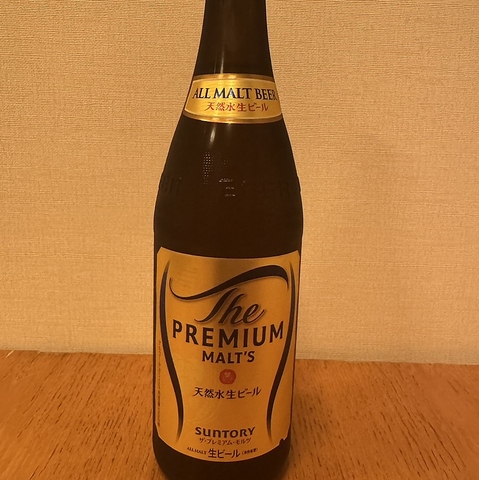 ALL MALT BEER
天然水生ビール
The
PREMIUM
MALT'S
天然水生ビール
SUNTORY
ザ・プレミアム・モルツ
ALL MALT 生ビール